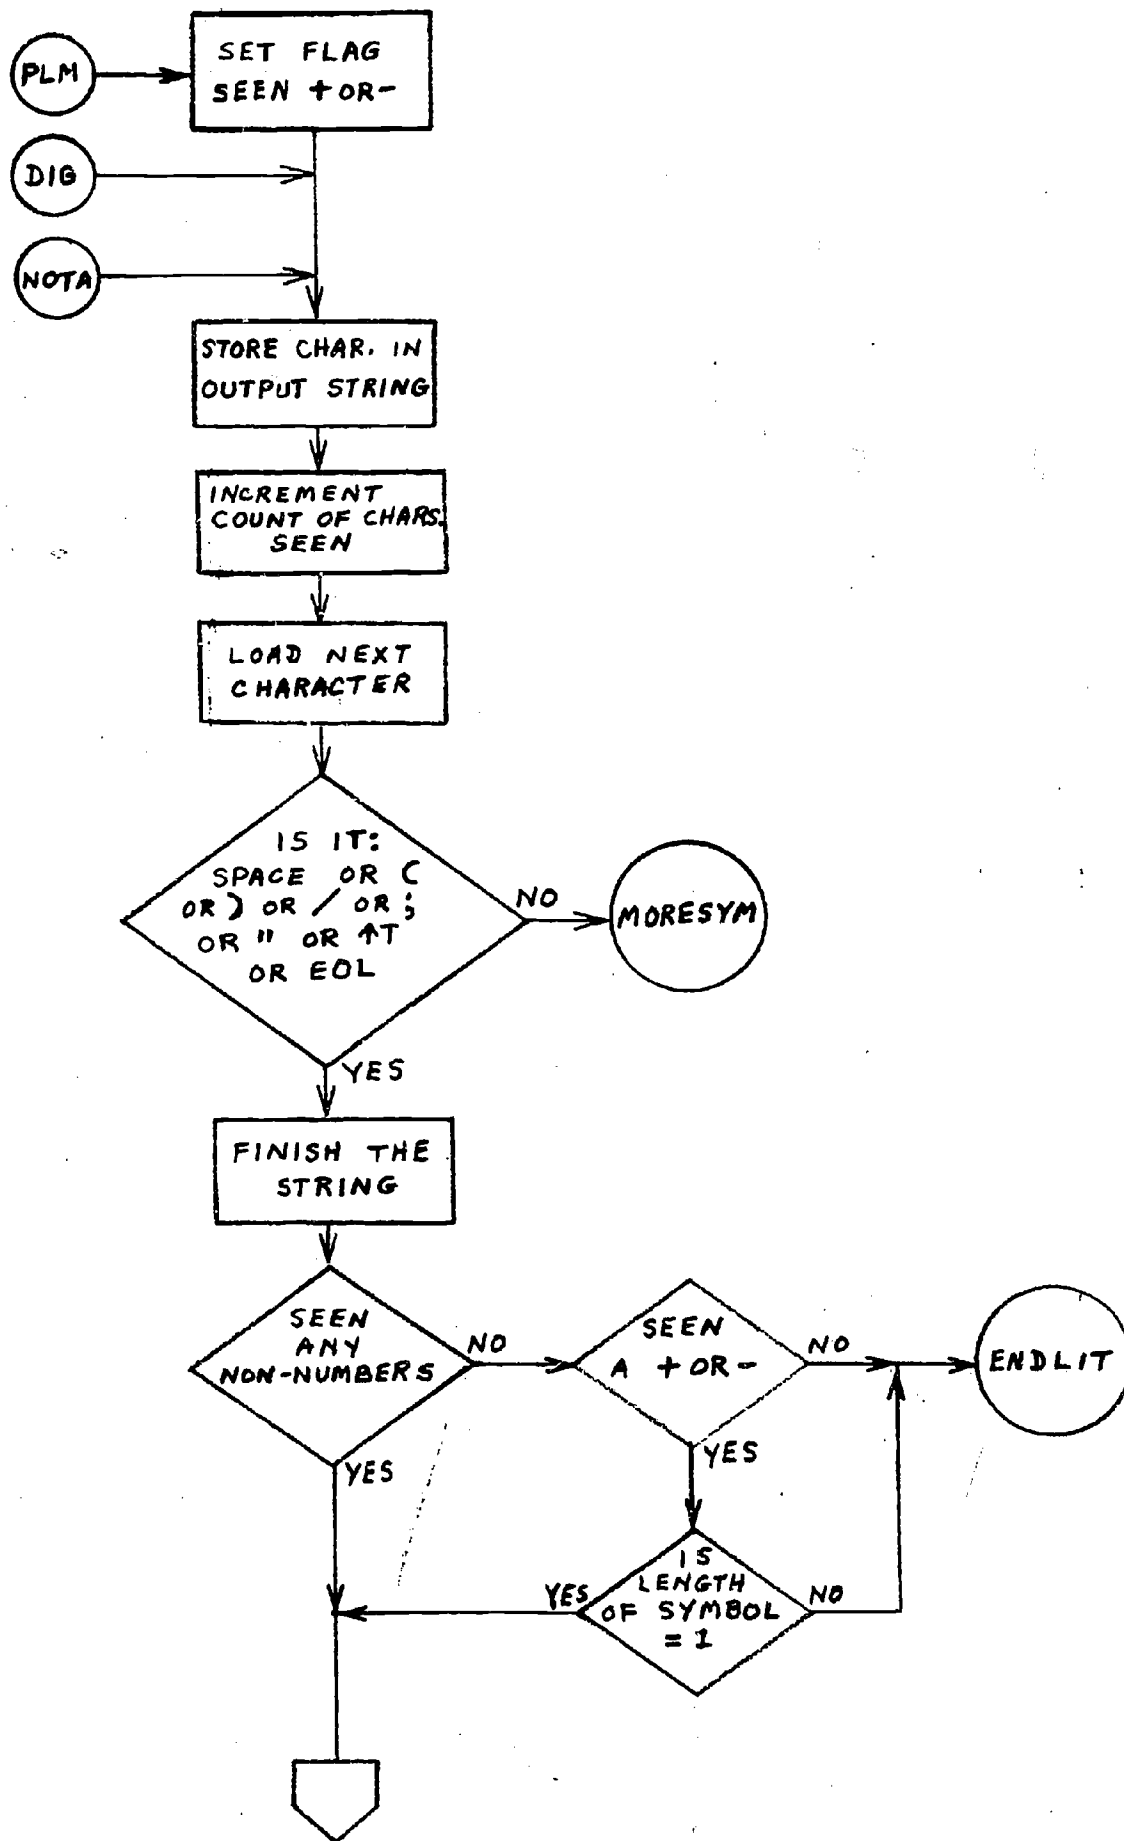 PLM
SET FLAG
SEEN + OR -
DIG
NOTA
STORE CHAR. IN
OUTPUT STRING
INCREMENT
COUNT OF CHARS.
SEEN
LOAD NEXT
CHARACTER
IS IT:
SPACE OR (
OR ) OR / OR ;
OR " OR ↑T
OR EOL
NO
MORESYM
YES
FINISH THE
STRING
SEEN
ANY
NON-NUMBERS
NO
SEEN
A + OR -
NO
ENDLIT
YES
YES
IS
LENGTH
OF SYMBOL
= 1
YES
NO